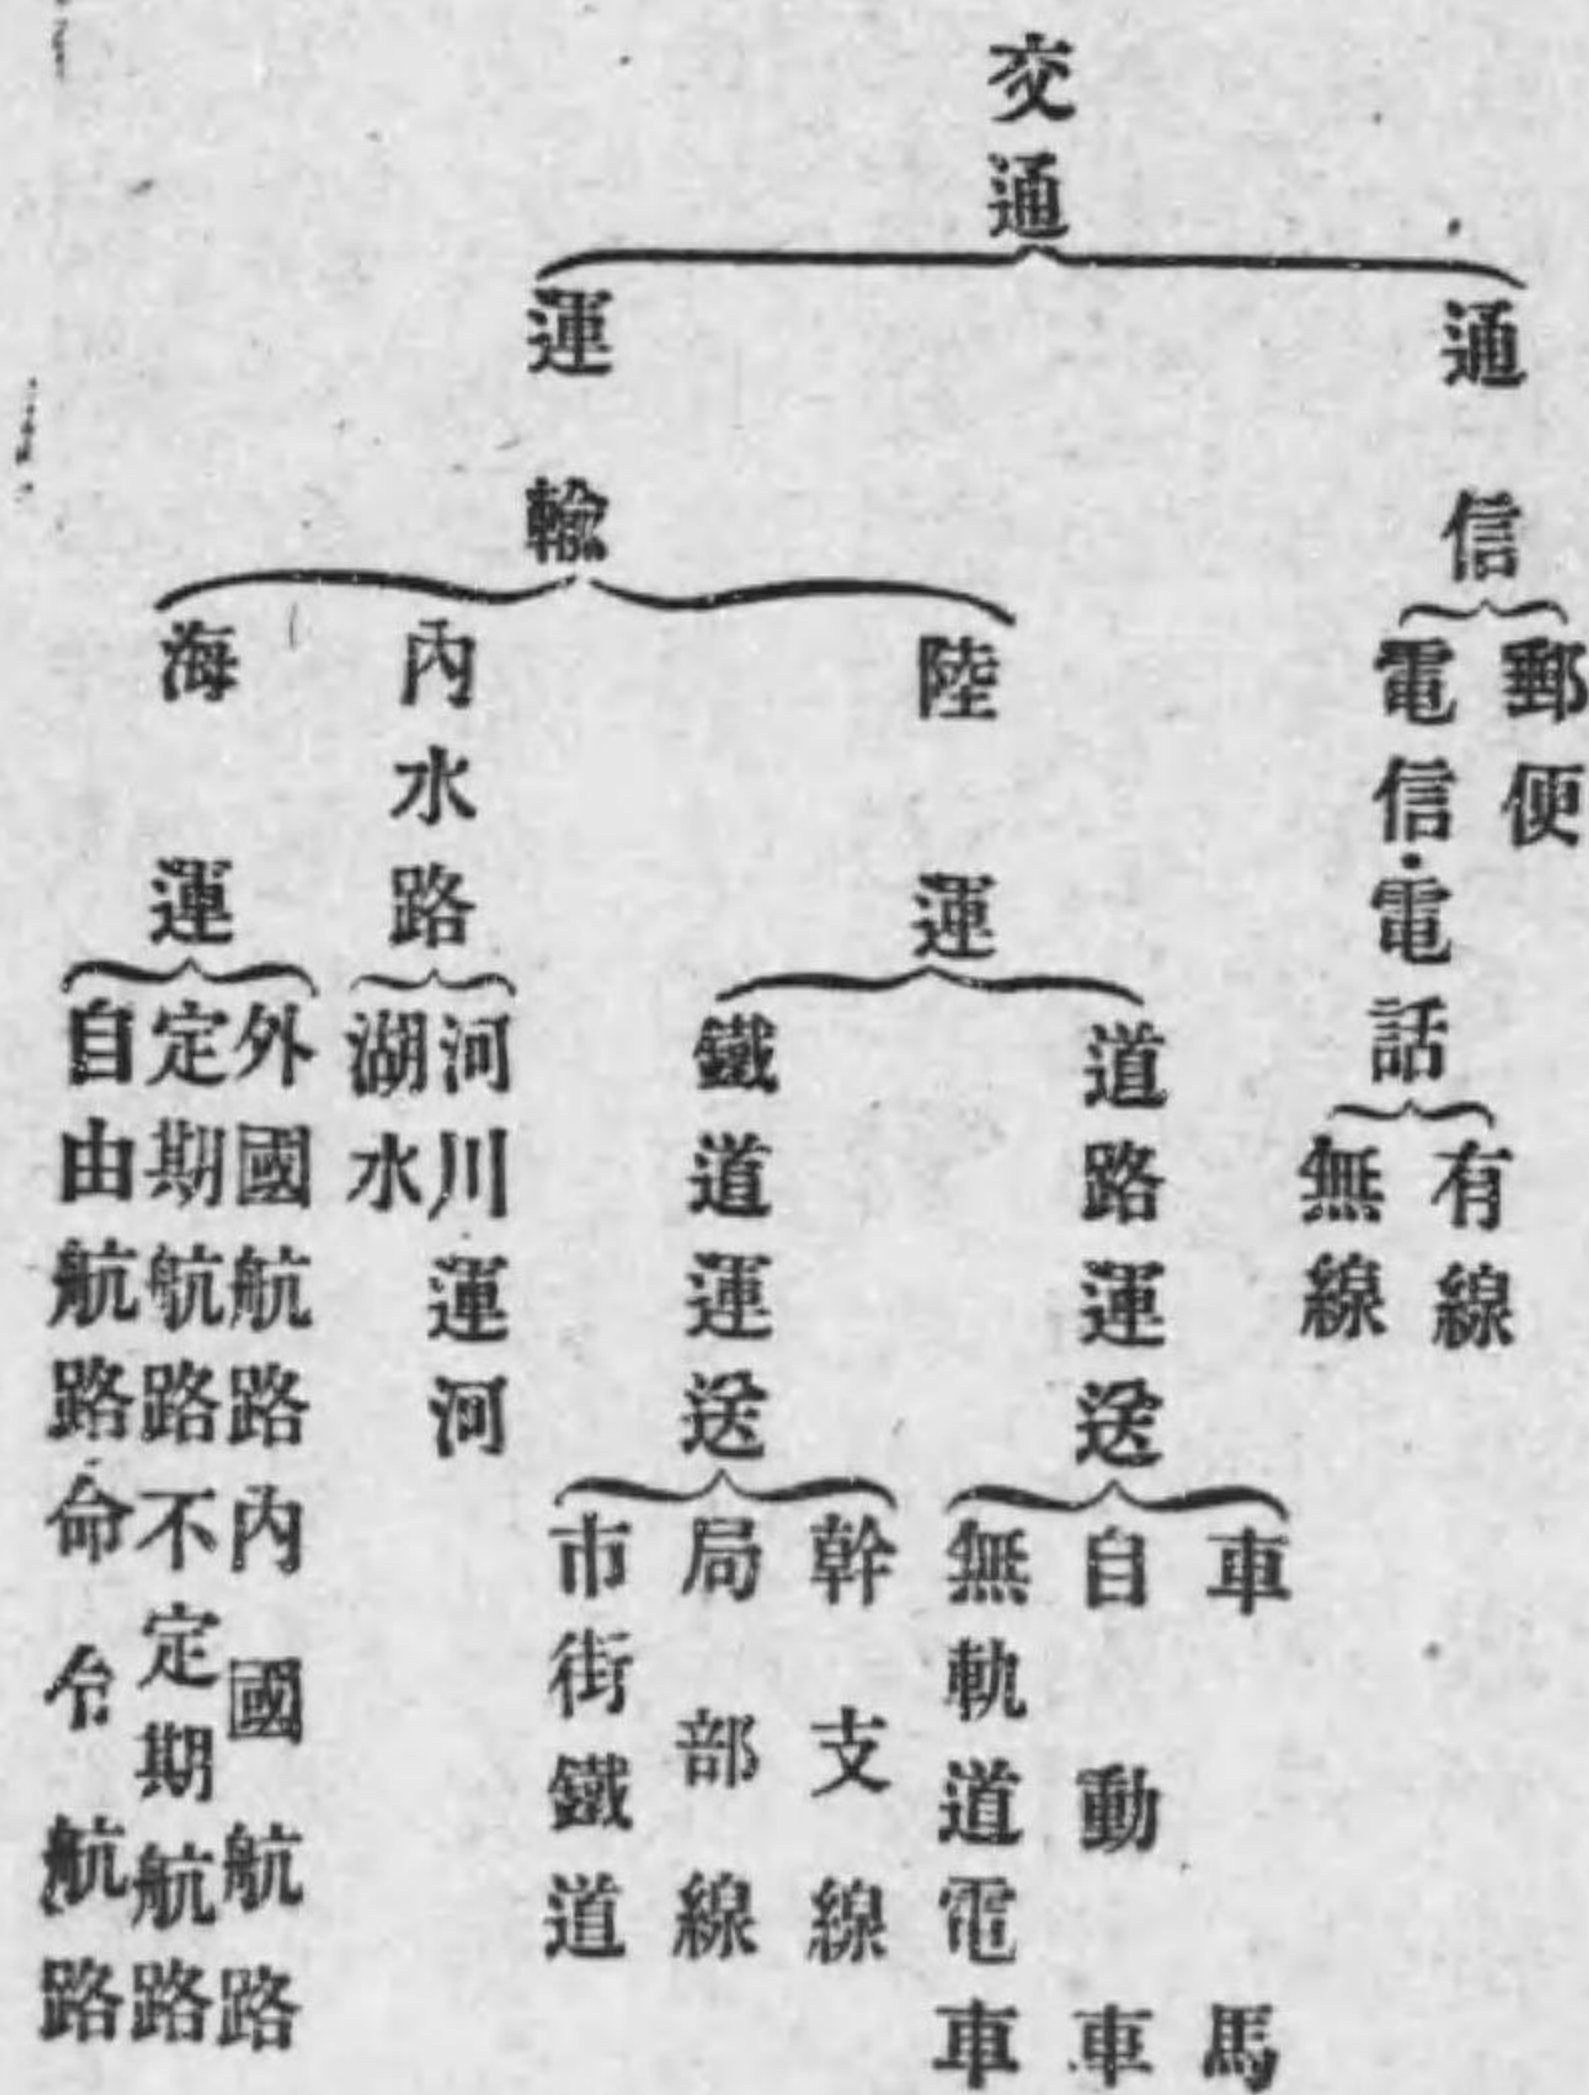 交通
通信
郵便
電信・電話
有線
無線
運輸
陸運
道路運送
車馬
自動車
無軌道電車
鐵道運送
幹支線
局部線
市街鐵道
內水路
河川運河
湖水
海運
外國航路內國航路
定期航路不定期航路
自由航路命令航路